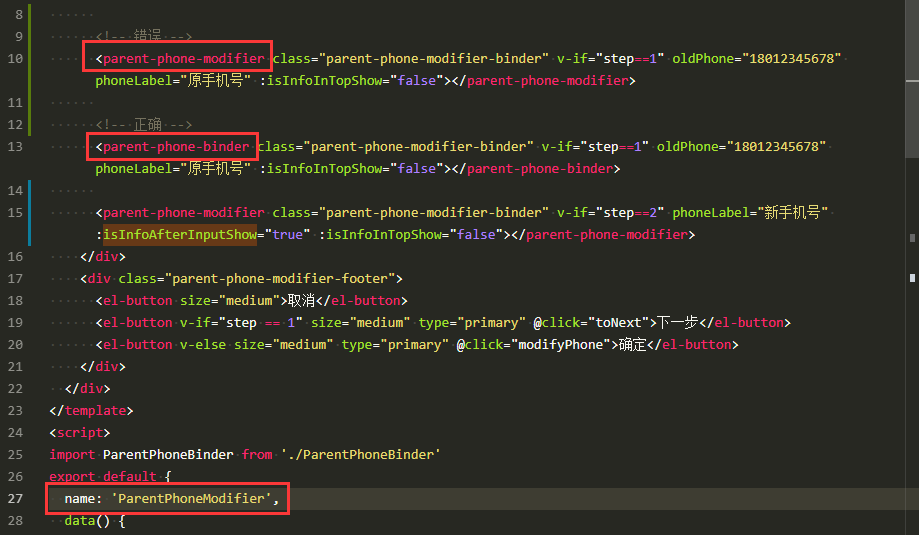 8
9 <!-- 错误 -->
10 <parent-phone-modifier class="parent-phone-modifier-binder" v-if="step==1" oldPhone="18012345678"
phoneLabel="原手机号" :isInfoInTopShow="false"></parent-phone-modifier>
11
12 <!-- 正确 -->
13 <parent-phone-binder class="parent-phone-modifier-binder" v-if="step==1" oldPhone="18012345678"
phoneLabel="原手机号" :isInfoInTopShow="false"></parent-phone-binder>
14
15 <parent-phone-modifier class="parent-phone-modifier-binder" v-if="step==2" phoneLabel="新手机号"
:isInfoAfterInputShow="true" :isInfoInTopShow="false"></parent-phone-modifier>
16 </div>
17 <div class="parent-phone-modifier-footer">
18 <el-button size="medium">取消</el-button>
19 <el-button v-if="step == 1" size="medium" type="primary" @click="toNext">下一步</el-button>
20 <el-button v-else size="medium" type="primary" @click="modifyPhone">确定</el-button>
21 </div>
22 </div>
23 </template>
24 <script>
25 import ParentPhoneBinder from './ParentPhoneBinder'
26 export default {
27 name: 'ParentPhoneModifier',
28 data() {